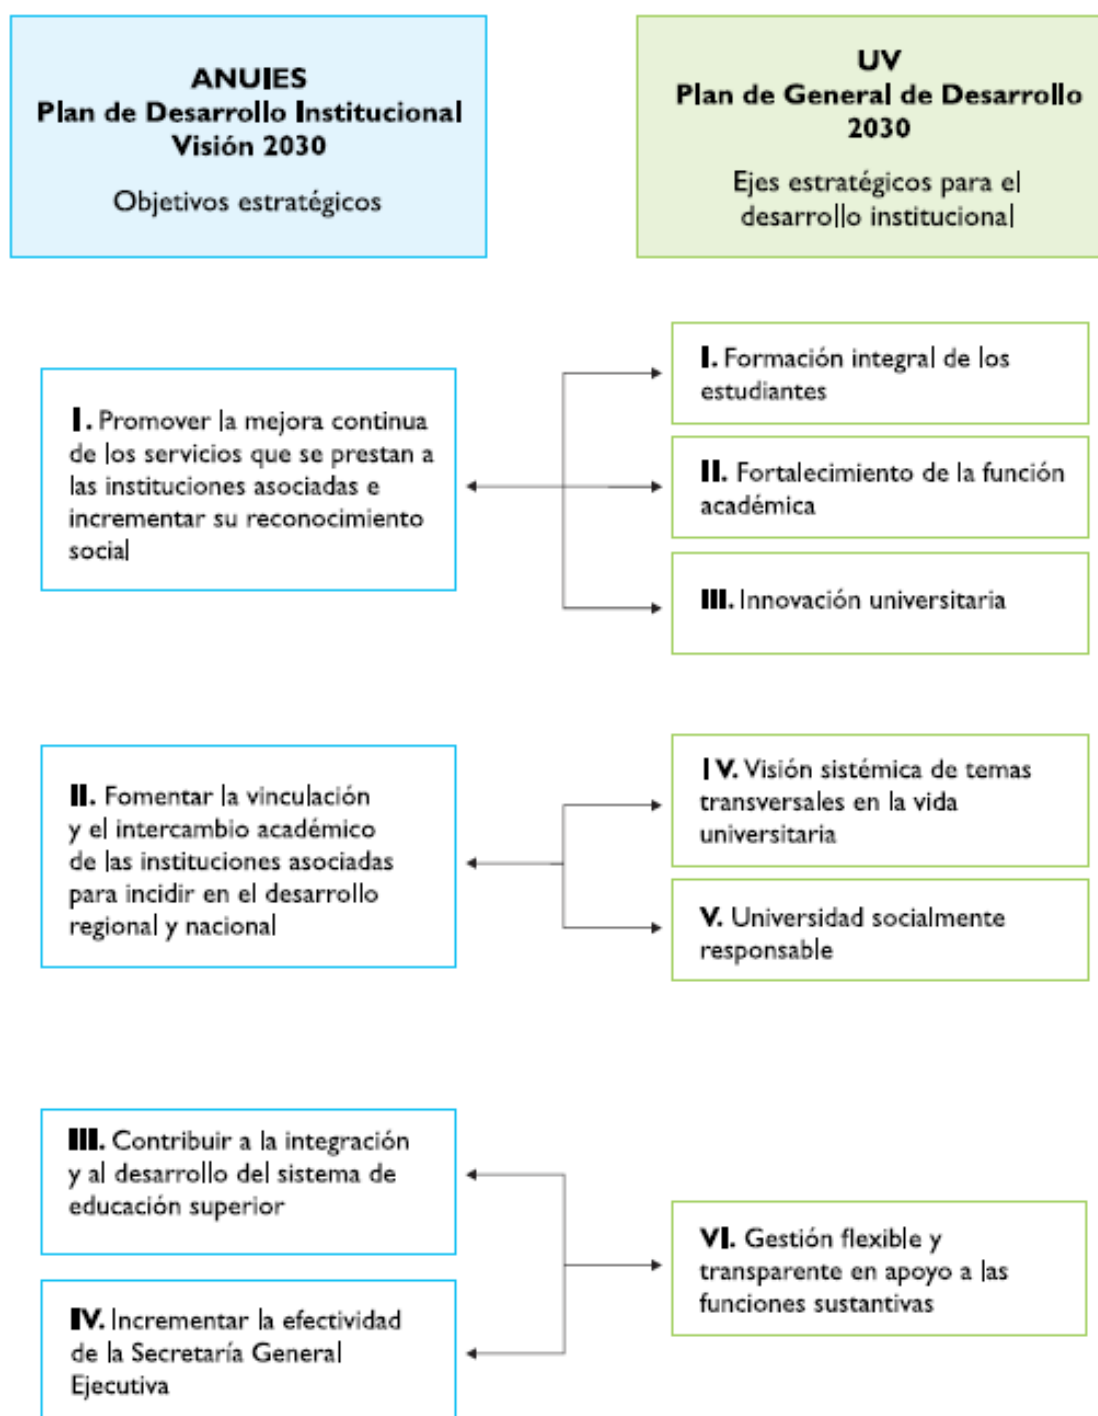 ANUIES
Plan de Desarrollo Institucional
Visión 2030
Objetivos estratégicos
UV
Plan de General de Desarrollo
2030
Ejes estratégicos para el
desarrollo institucional
I. Promover la mejora continua
de los servicios que se prestan a
las instituciones asociadas e
incrementar su reconocimiento
social
I. Formación integral de los
estudiantes
II. Fortalecimiento de la función
académica
III. Innovación universitaria
II. Fomentar la vinculación
y el intercambio académico
de las instituciones asociadas
para incidir en el desarrollo
regional y nacional
IV. Visión sistémica de temas
transversales en la vida
universitaria
V. Universidad socialmente
responsable
III. Contribuir a la integración
y al desarrollo del sistema de
educación superior
IV. Incrementar la efectividad
de la Secretaría General
Ejecutiva
VI. Gestión flexible y
transparente en apoyo a las
funciones sustantivas